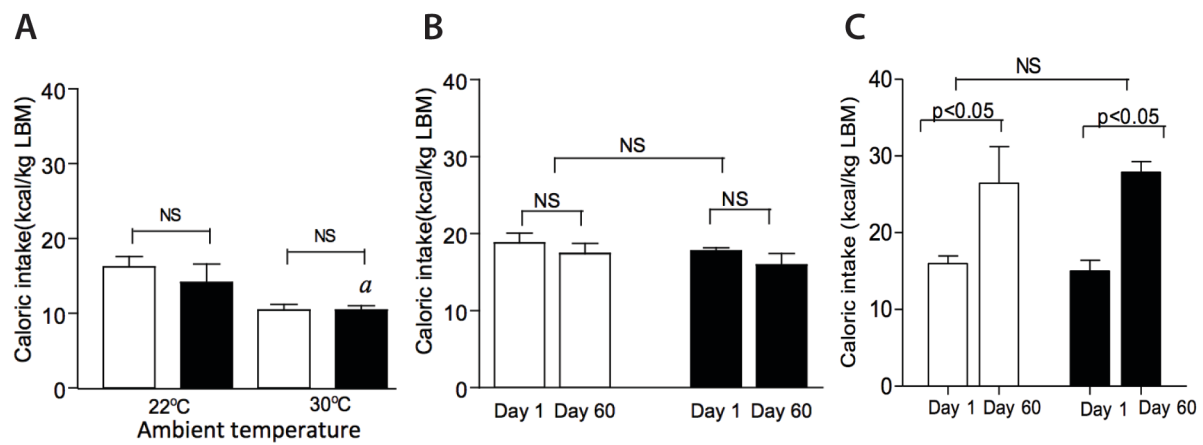 A
Caloric intake(kcal/kg LBM)
40
30
20
10
0
NS
NS
a
22ºC
30ºC
Ambient temperature
B
Caloric intake(kcal/kg LBM)
40
30
20
10
0
NS
NS
NS
Day 1
Day 60
Day 1
Day 60
C
Caloric intake (kcal/kg LBM)
40
30
20
10
0
NS
p<0.05
p<0.05
Day 1
Day 60
Day 1
Day 60